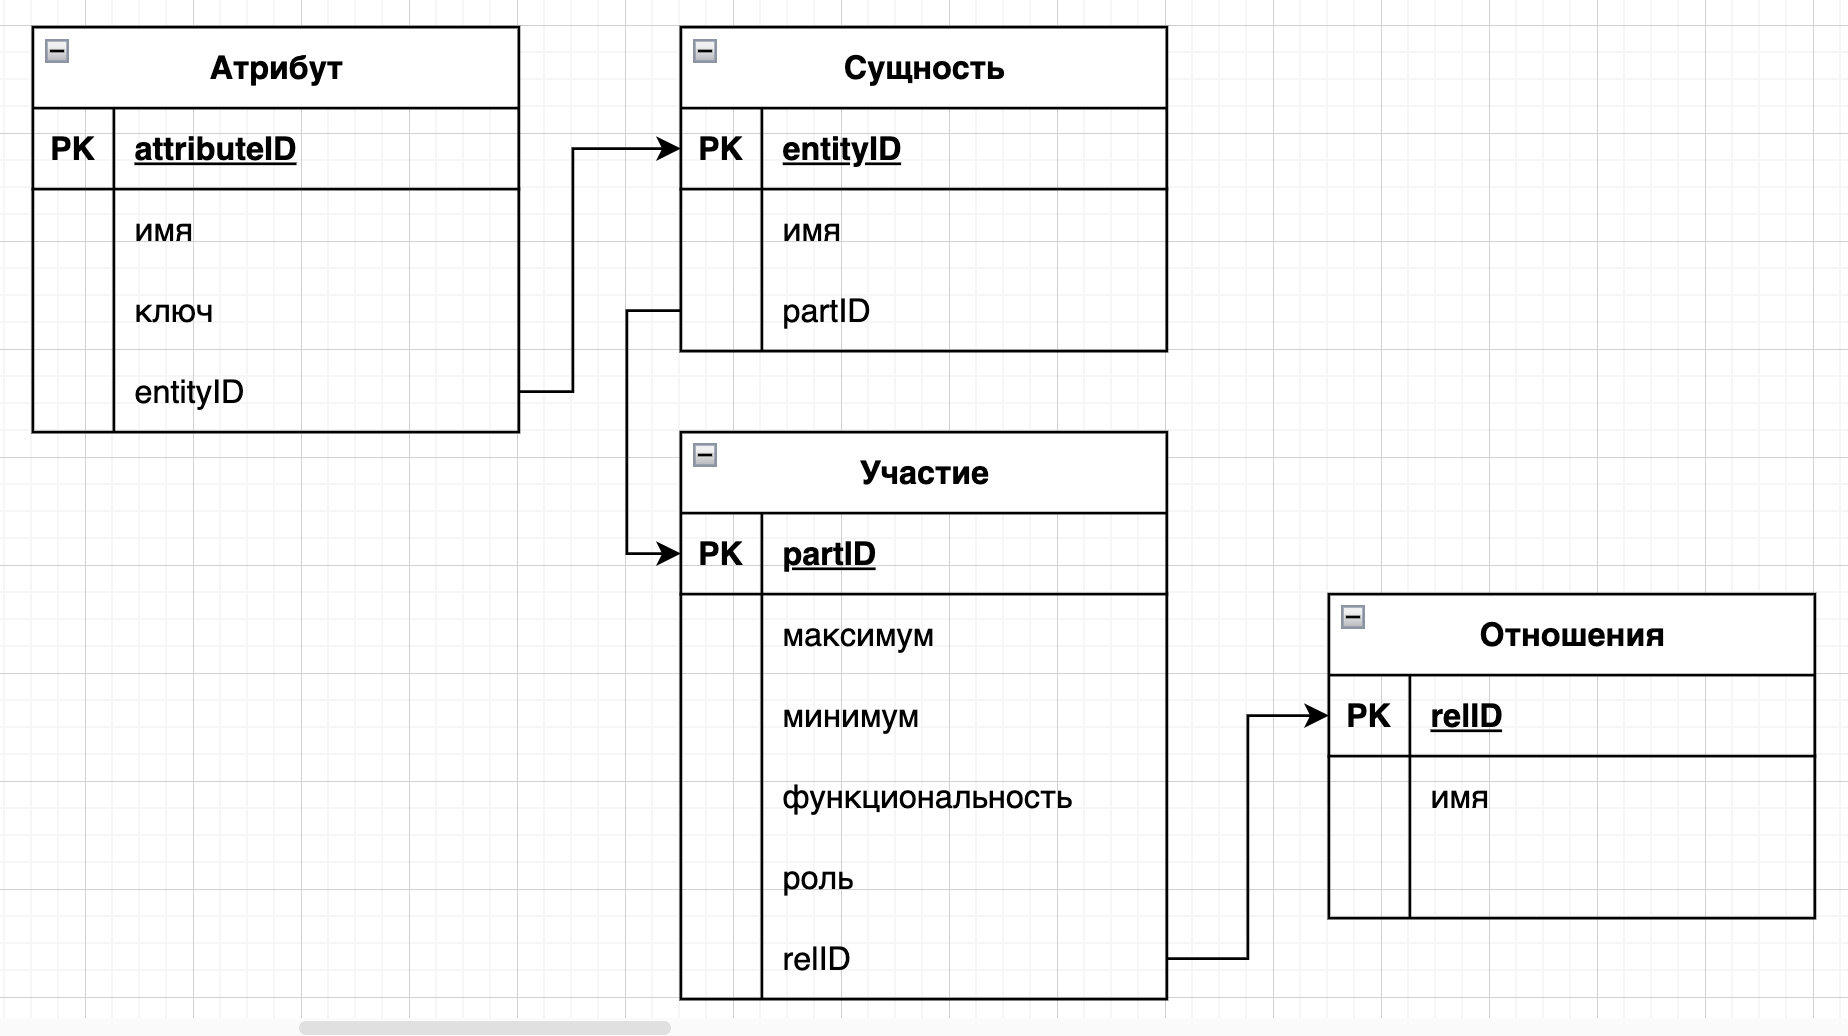 Атрибут
PK attributeID
имя
ключ
entityID
Сущность
PK entityID
имя
partID
Участие
PK partID
максимум
минимум
функциональность
роль
relID
Отношения
PK relID
имя